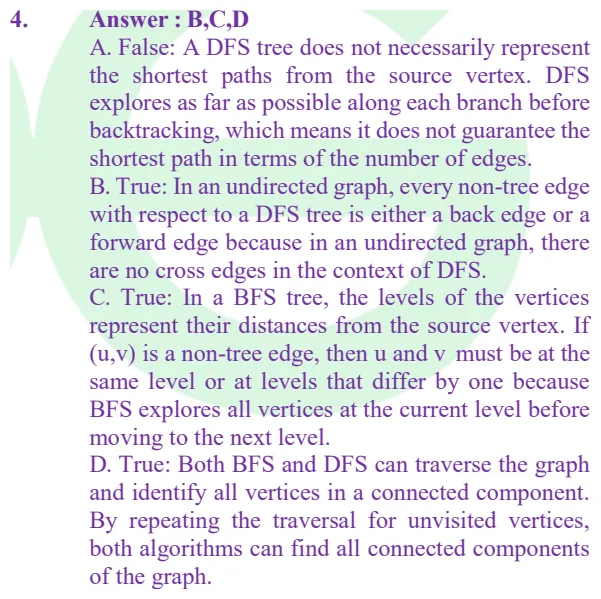 4. Answer : B,C,D
A. False: A DFS tree does not necessarily represent
the shortest paths from the source vertex. DFS
explores as far as possible along each branch before
backtracking, which means it does not guarantee the
shortest path in terms of the number of edges.
B. True: In an undirected graph, every non-tree edge
with respect to a DFS tree is either a back edge or a
forward edge because in an undirected graph, there
are no cross edges in the context of DFS.
C. True: In a BFS tree, the levels of the vertices
represent their distances from the source vertex. If
(u,v) is a non-tree edge, then u and v must be at the
same level or at levels that differ by one because
BFS explores all vertices at the current level before
moving to the next level.
D. True: Both BFS and DFS can traverse the graph
and identify all vertices in a connected component.
By repeating the traversal for unvisited vertices,
both algorithms can find all connected components
of the graph.